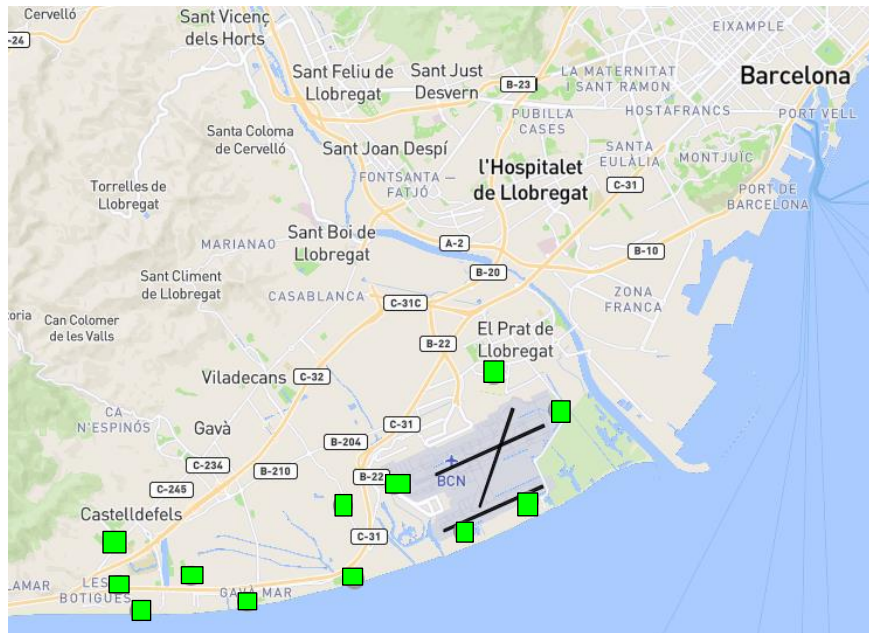 Cervelló
Sant Vicenç
dels Horts
EIXAMPLE
-24
Sant Feliu de
Llobregat
Sant Just
Desvern
B-23
LA MATERNITAT
I SANT RAMON
Barcelona
PUBILLA
CASES
HOSTAFRANCS
PORT VELL
Santa Coloma
de Cervelló
Sant Joan Despí
SANTA
EULÀLIA
MONTJUÏC
l'Hospitalet
de Llobregat
FONTSANTA —
FATJÓ
C-31
Torrelles de
Llobregat
PORT DE
BARCELONA
Sant Boi de
Llobregat
MARIANAO
A-2
B-10
B-20
Sant Climent
de Llobregat
CASABLANCA
C-31C
ZONA
FRANCA
oria
Can Colomer
de les Valls
El Prat de
Llobregat
B-22
Viladecans
C-32
CA
N'ESPINÓS
Gavà
C-31
B-204
C-234
B-210
B-22
BCN
C-245
Castelldefels
C-31
LAMAR
LES
BOTIGUES
GAVÀ MAR